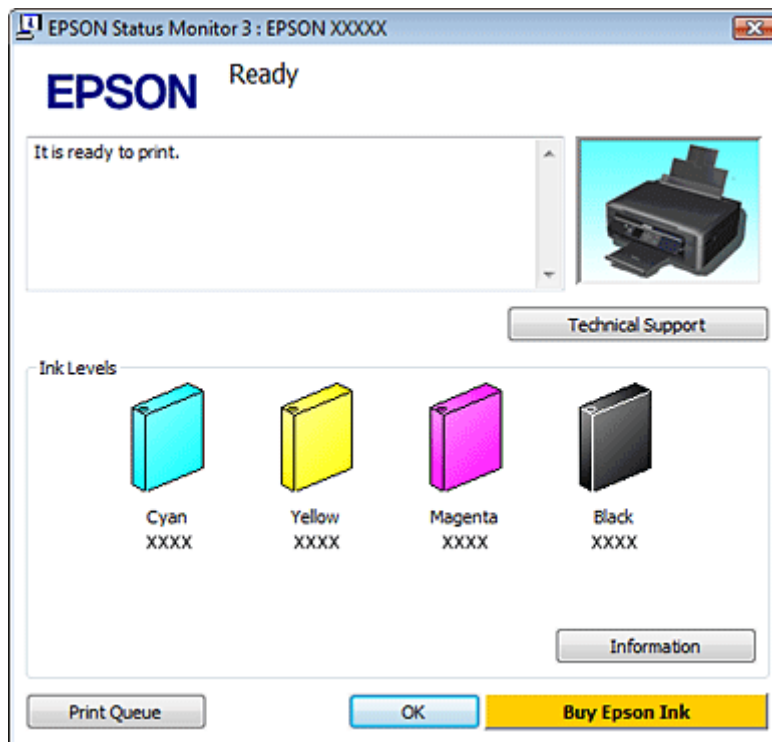 EPSON Status Monitor 3 : EPSON XXXXX
EPSON
Ready
It is ready to print.
Technical Support
Ink Levels
Cyan Yellow Magenta Black
XXXX XXXX XXXX XXXX
Information
Print Queue OK Buy Epson Ink